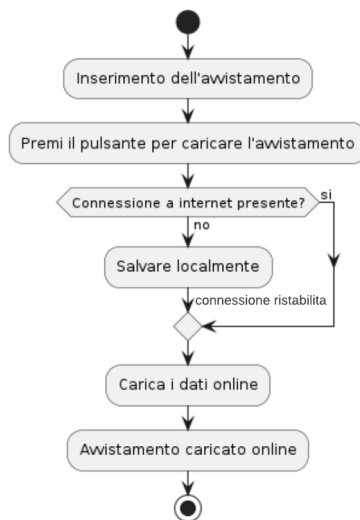 Inserimento dell'avvistamento
Premi il pulsante per caricare l'avvistamento
Connessione a internet presente?
si
no
Salvare localmente
connessione ristabilita
Carica i dati online
Avvistamento caricato online